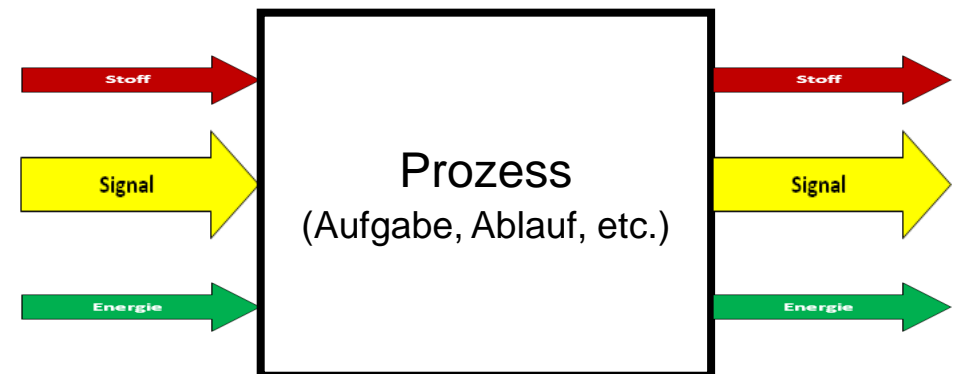 Stoff
Signal
Energie
Prozess
(Aufgabe, Ablauf, etc.)
Stoff
Signal
Energie